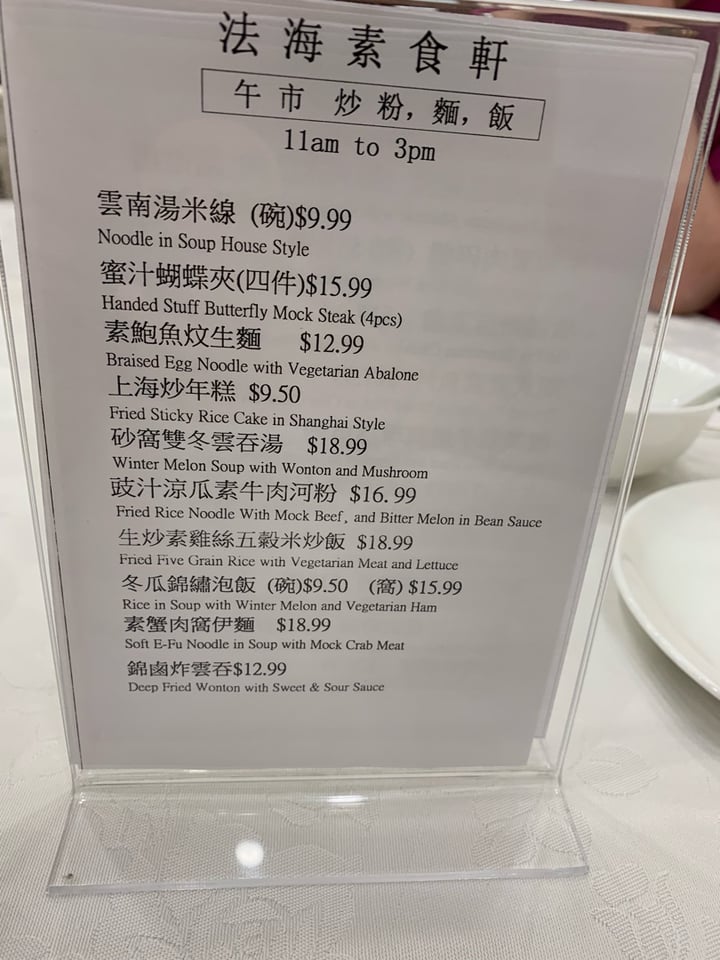 法海素食軒
午市 炒粉，麵，飯
11am to 3pm
雲南湯米線 (碗)$9.99
Noodle in Soup House Style
蜜汁蝴蝶夾(四件)$15.99
Handed Stuff Butterfly Mock Steak (4pcs)
素鮑魚炆生麵 $12.99
Braised Egg Noodle with Vegetarian Abalone
上海炒年糕 $9.50
Fried Sticky Rice Cake in Shanghai Style
砂窩雙冬雲吞湯 $18.99
Winter Melon Soup with Wonton and Mushroom
豉汁涼瓜素牛肉河粉 $16.99
Fried Rice Noodle With Mock Beef, and Bitter Melon in Bean Sauce
生炒素雞絲五穀米炒飯 $18.99
Fried Five Grain Rice with Vegetarian Meat and Lettuce
冬瓜錦繡泡飯 (碗)$9.50 (窩) $15.99
Rice in Soup with Winter Melon and Vegetarian Ham
素蟹肉窩伊麵 $18.99
Soft E-Fu Noodle in Soup with Mock Crab Meat
錦鹵炸雲吞$12.99
Deep Fried Wonton with Sweet & Sour Sauce